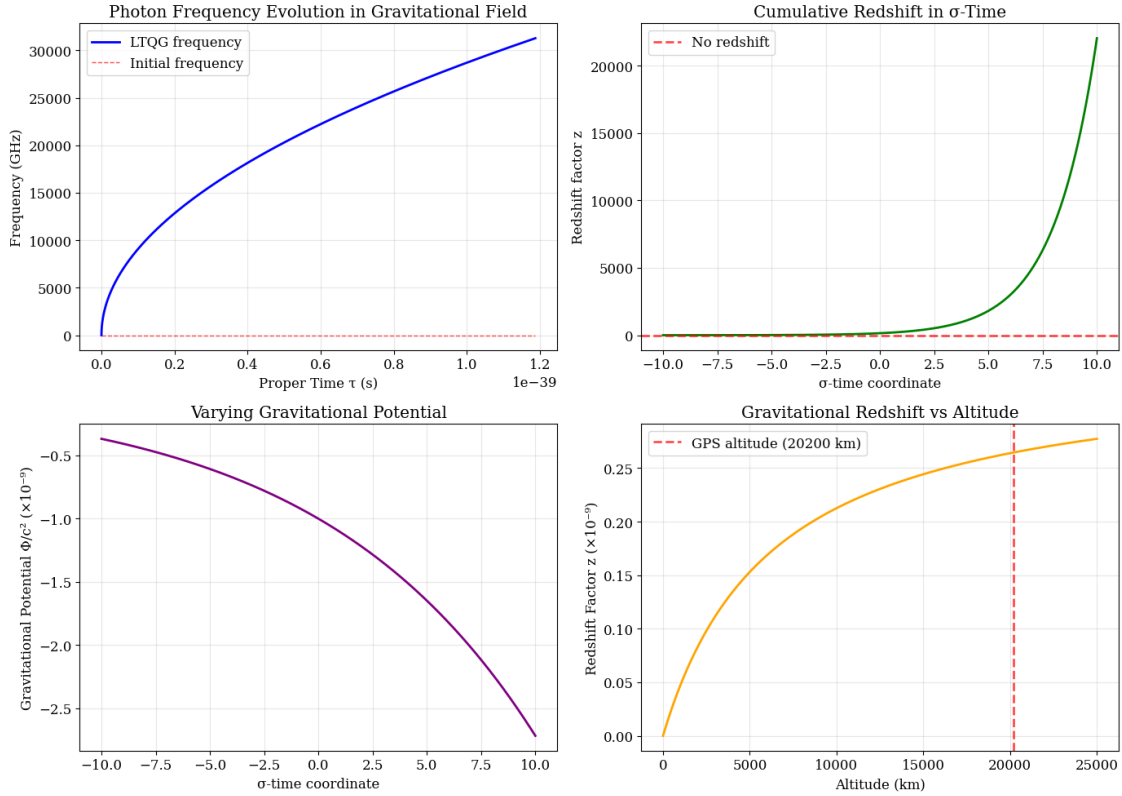 Photon Frequency Evolution in Gravitational Field
LTQG frequency
Initial frequency
30000
25000
20000
15000
10000
5000
0
Frequency (GHz)
0.0 0.2 0.4 0.6 0.8 1.0 1.2
1e−39
Proper Time τ (s)
Cumulative Redshift in σ-Time
No redshift
20000
15000
10000
5000
0
Redshift factor z
−10.0 −7.5 −5.0 −2.5 0.0 2.5 5.0 7.5 10.0
σ-time coordinate
Varying Gravitational Potential
−0.5
−1.0
−1.5
−2.0
−2.5
Gravitational Potential Φ/c² (×10⁻⁹)
−10.0 −7.5 −5.0 −2.5 0.0 2.5 5.0 7.5 10.0
σ-time coordinate
Gravitational Redshift vs Altitude
GPS altitude (20200 km)
0.25
0.20
0.15
0.10
0.05
0.00
Redshift Factor z (×10⁻⁹)
0 5000 10000 15000 20000 25000
Altitude (km)